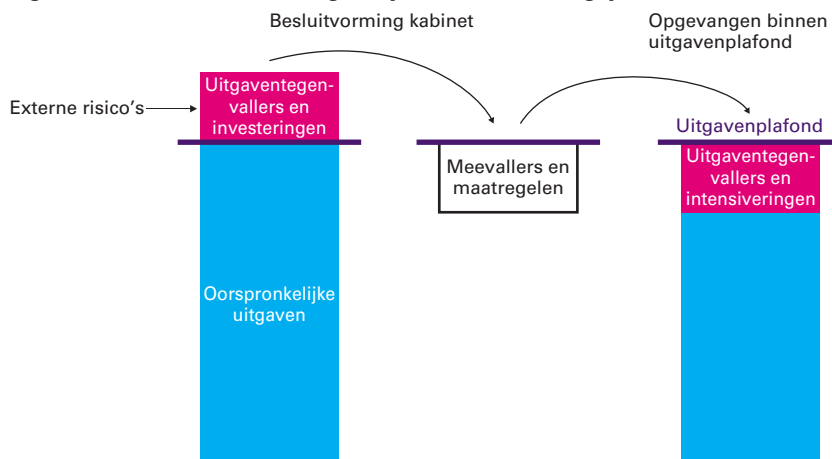 Besluitvorming kabinet
Opgevangen binnen
uitgavenplafond
Externe risico's
Uitgaventegen-
vallers en
investeringen
Meevallers en
maatregelen
Uitgavenplafond
Uitgaventegen-
vallers en
intensiveringen
Oorspronkelijke
uitgaven